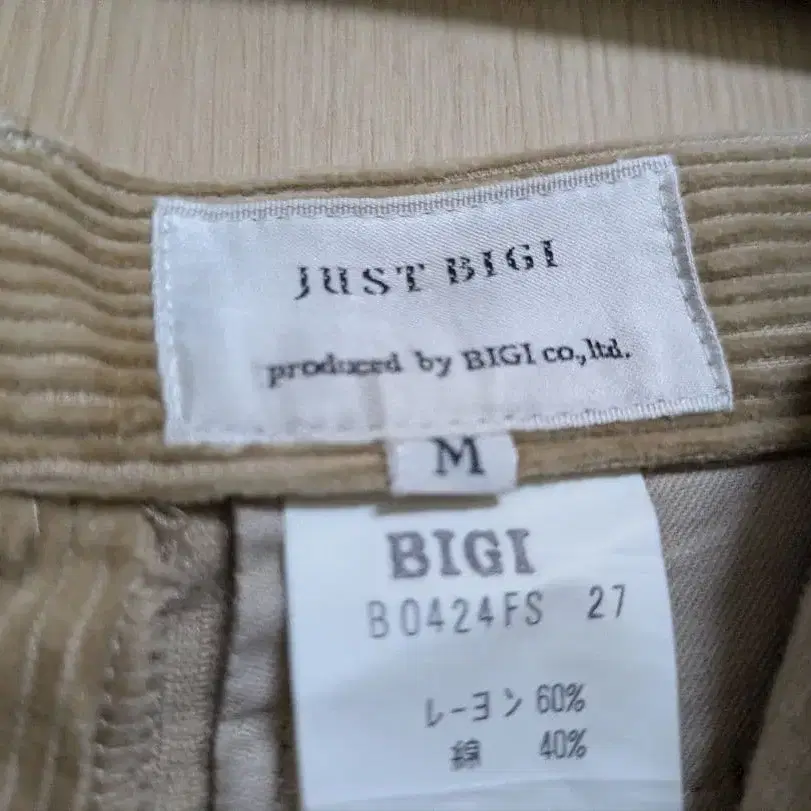 JUST BIGI
produced by BIGI co.,ltd.
M
BIGI
B0424FS 27
レーヨン 60%
綿 40%